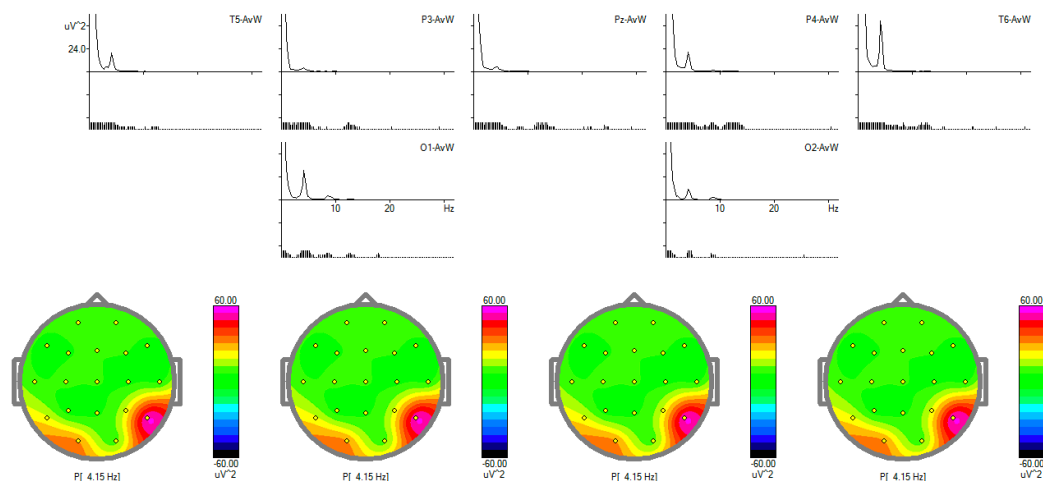 T5-AvW P3-AvW Pz-AvW P4-AvW T6-AvW
uV^2
24.0
O1-AvW O2-AvW
10 20 Hz 10 20 Hz
60.00 60.00 60.00 60.00
-60.00 -60.00 -60.00 -60.00
P[ 4.15 Hz] uV^2 P[ 4.15 Hz] uV^2 P[ 4.15 Hz] uV^2 P[ 4.15 Hz] uV^2